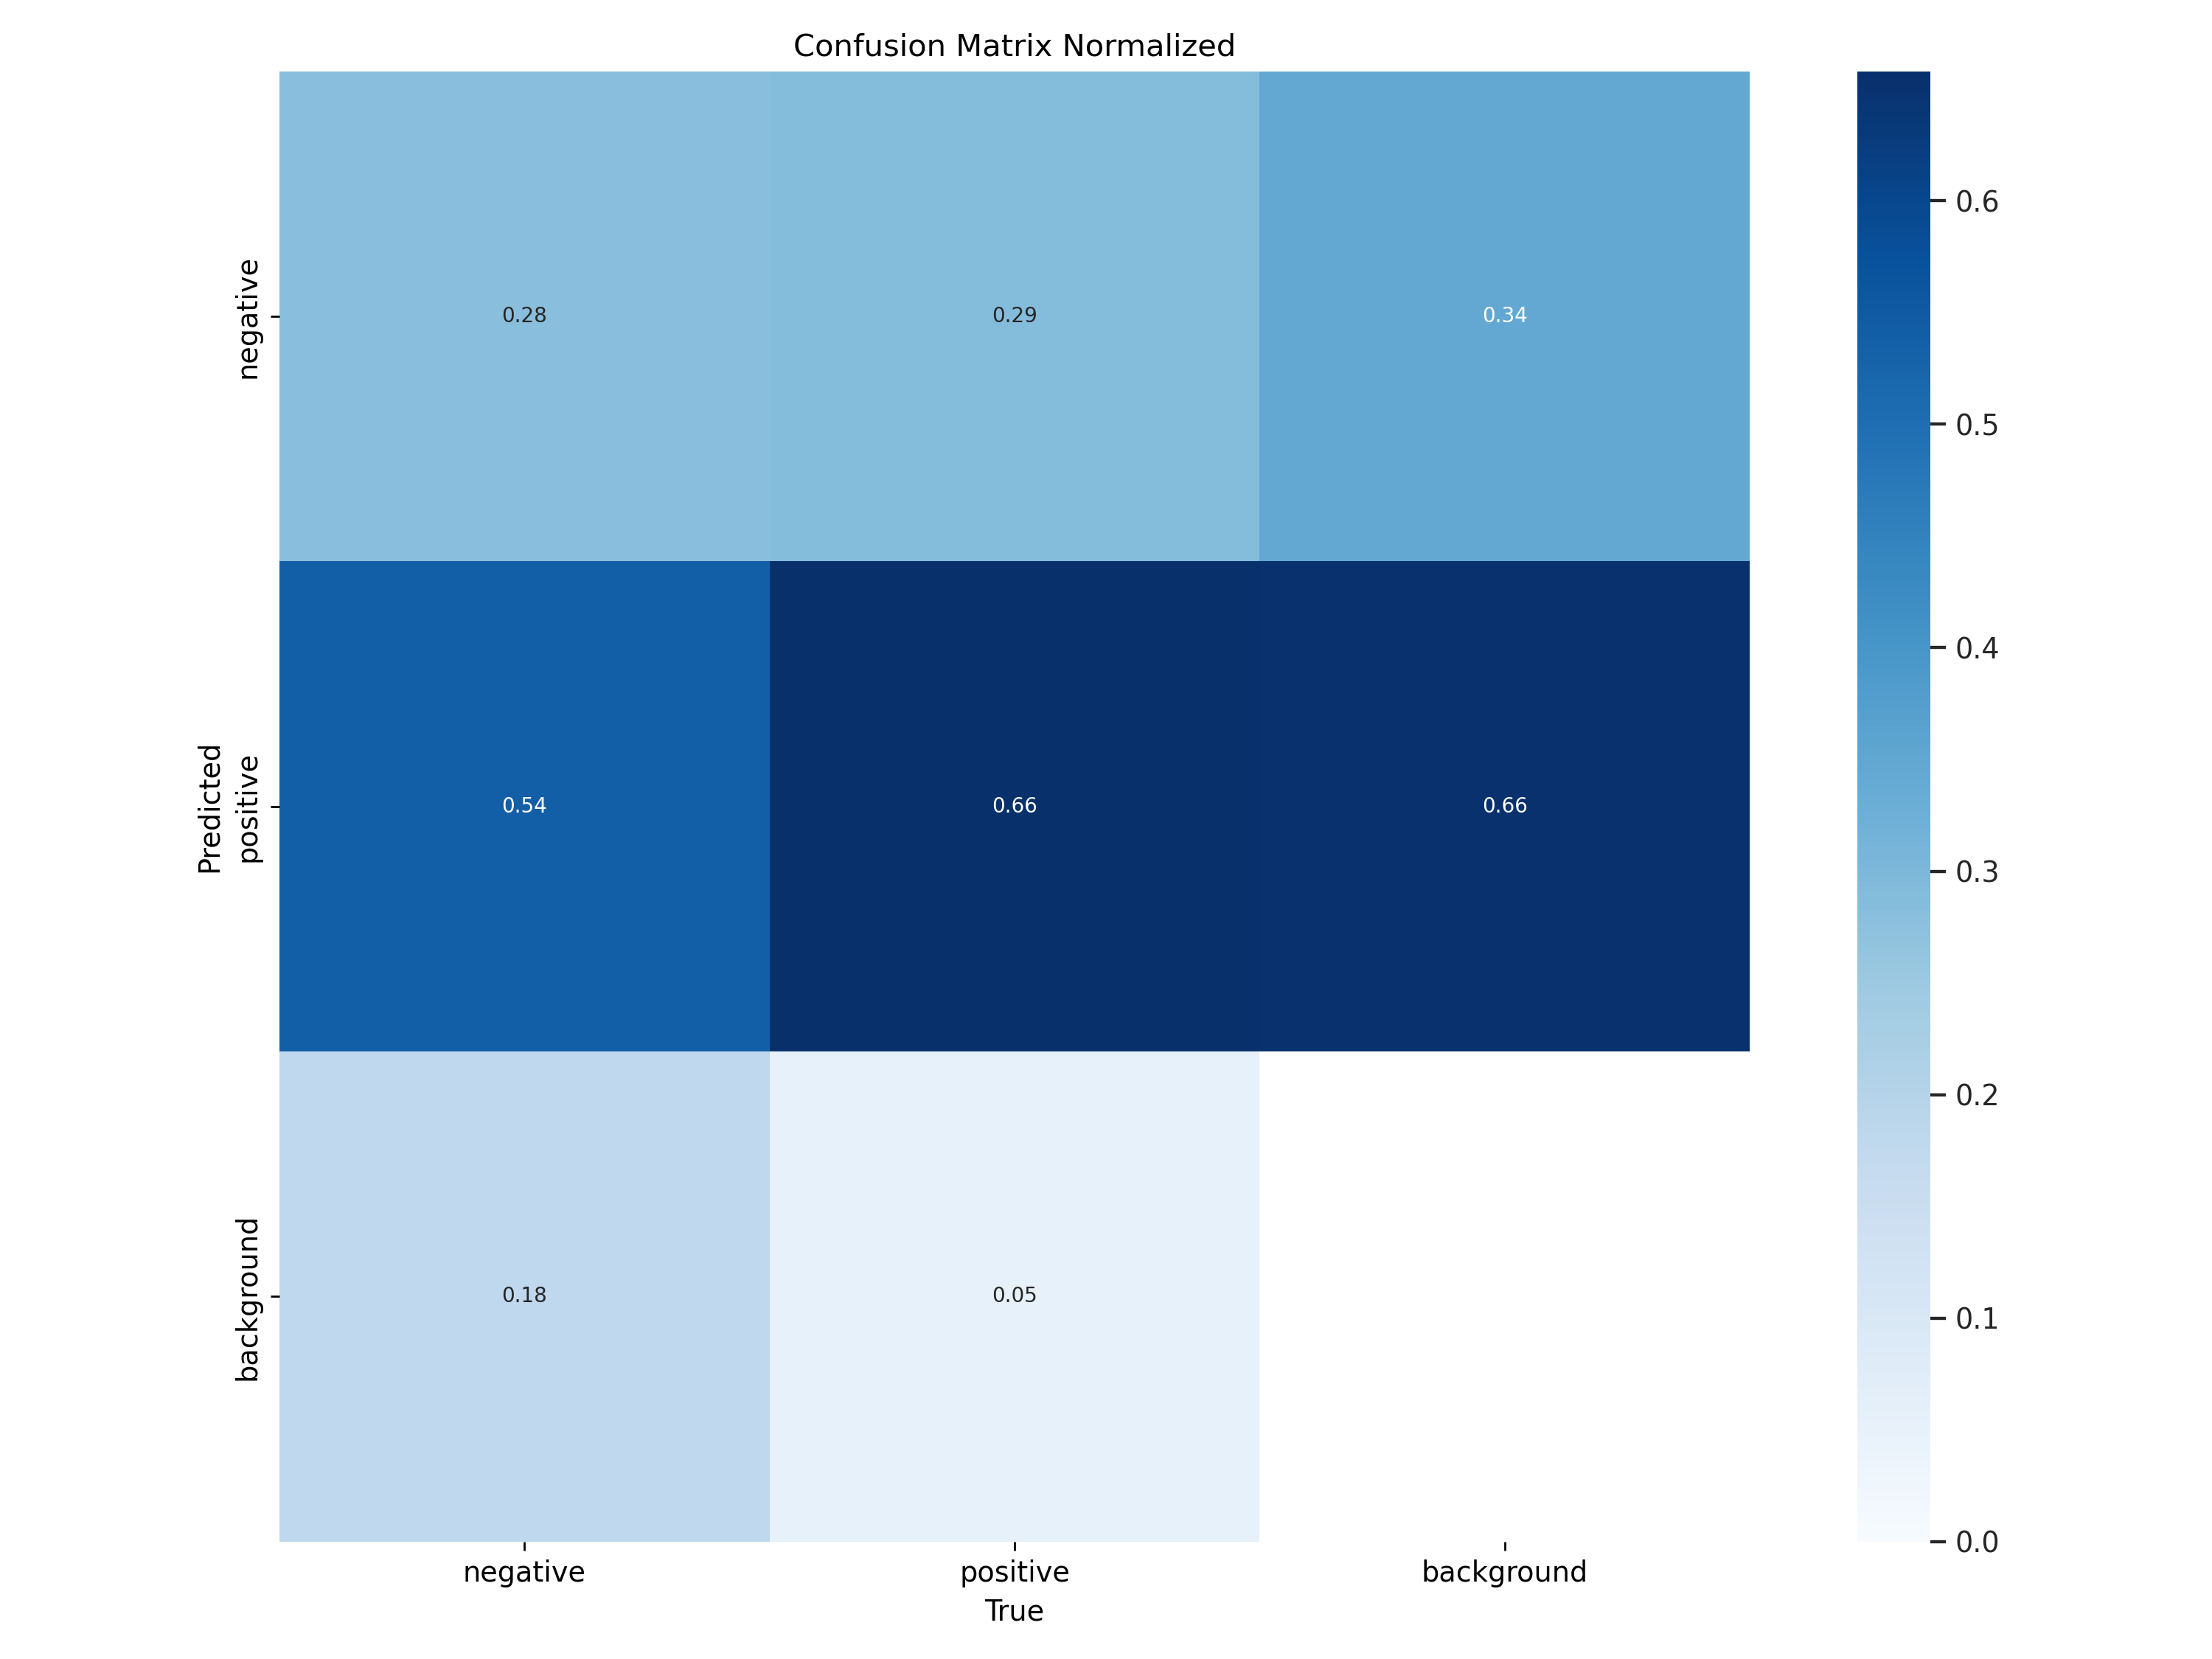 Confusion Matrix Normalized
negative
0.28
0.29
0.34
Predicted
positive
0.54
0.66
0.66
background
0.18
0.05
negative
positive
background
True
0.6
0.5
0.4
0.3
0.2
0.1
0.0